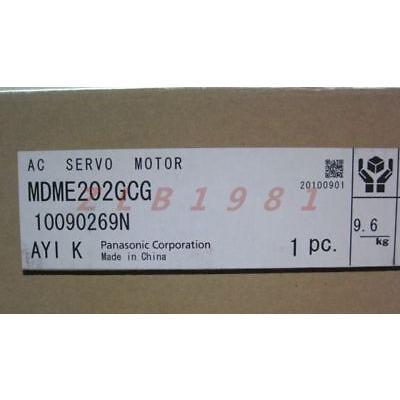 AC SERVO MOTOR
MDME202GCG
ZLB1981
20100901
10090269N
AYI K Panasonic Corporation
Made in China
1 pc.
9.6
kg